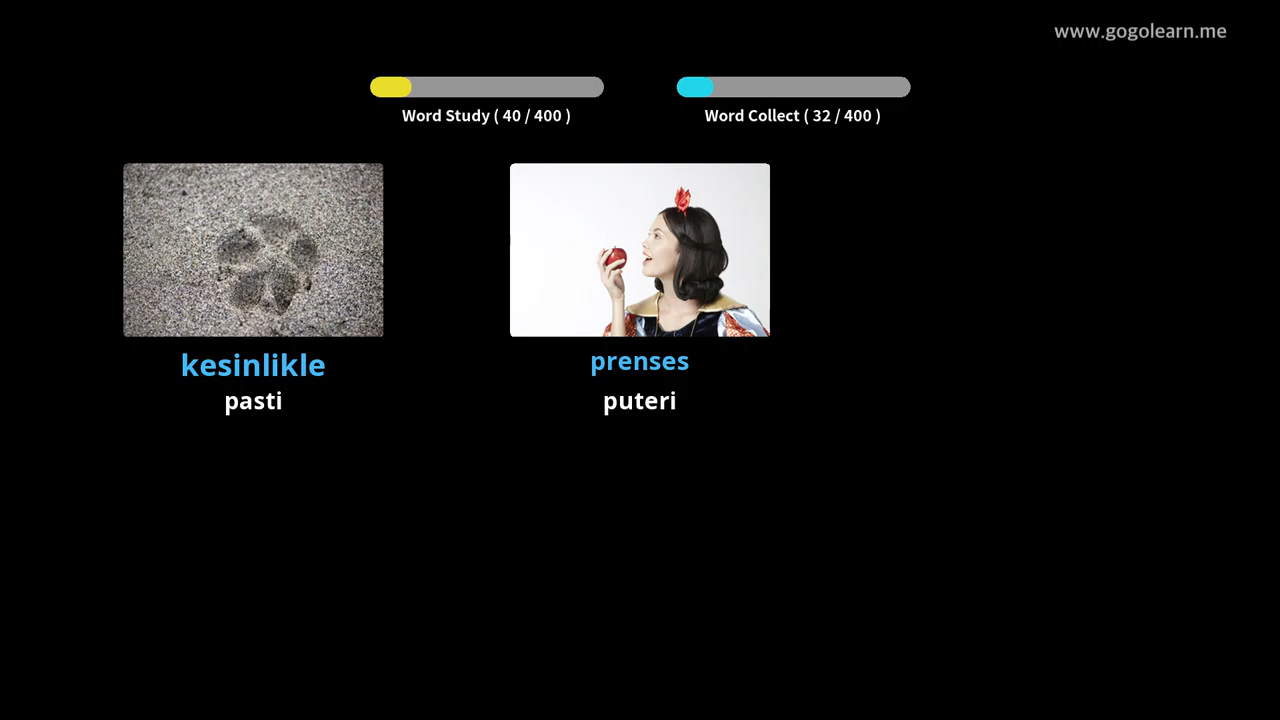 www.gogolearn.me
Word Study ( 40 / 400 )
Word Collect ( 32 / 400 )
kesinlikle
pasti
prenses
puteri